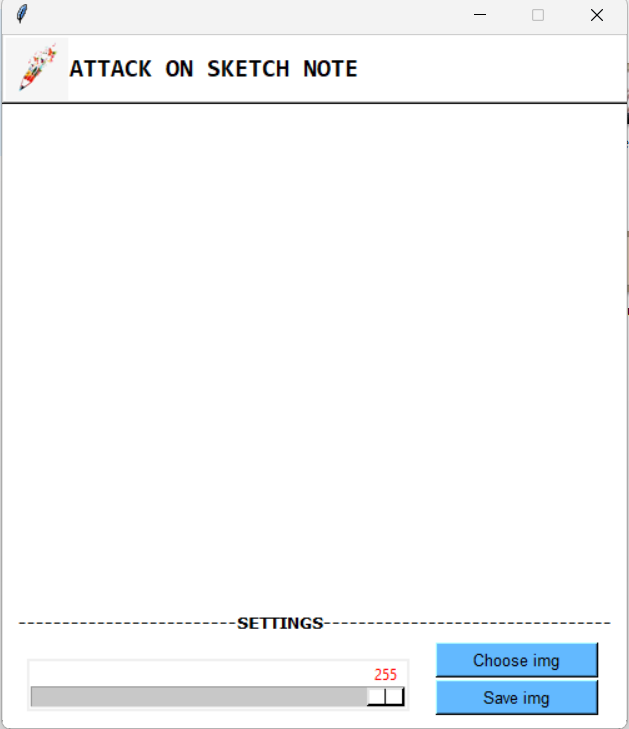 ATTACK ON SKETCH NOTE
-------------------------SETTINGS---------------------------------
255
Choose img
Save img